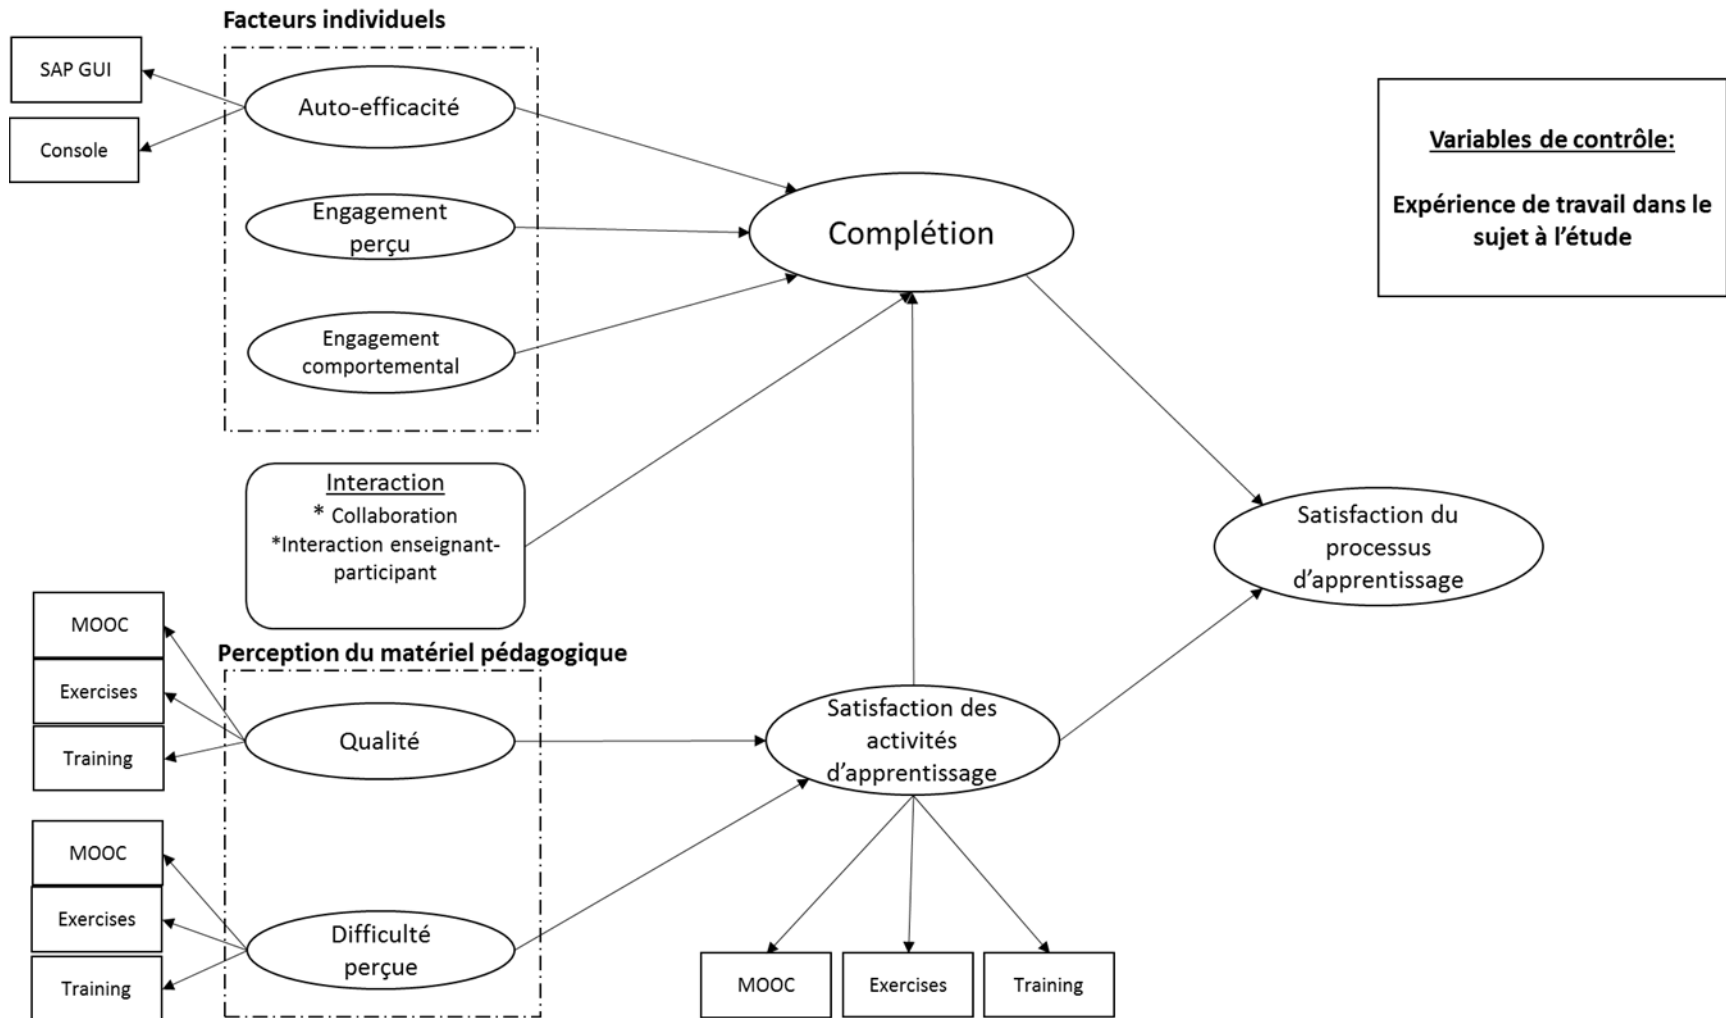 Facteurs individuels
SAP GUI
Console
Auto-efficacité
Engagement
perçu
Engagement
comportemental
Complétion
Variables de contrôle:
Expérience de travail dans le
sujet à l'étude
Interaction
* Collaboration
*Interaction enseignant-
participant
Satisfaction du
processus
d'apprentissage
Perception du matériel pédagogique
MOOC
Exercises
Training
Qualité
Satisfaction des
activités
d'apprentissage
MOOC
Exercises
Training
Difficulté
perçue
MOOC
Exercises
Training